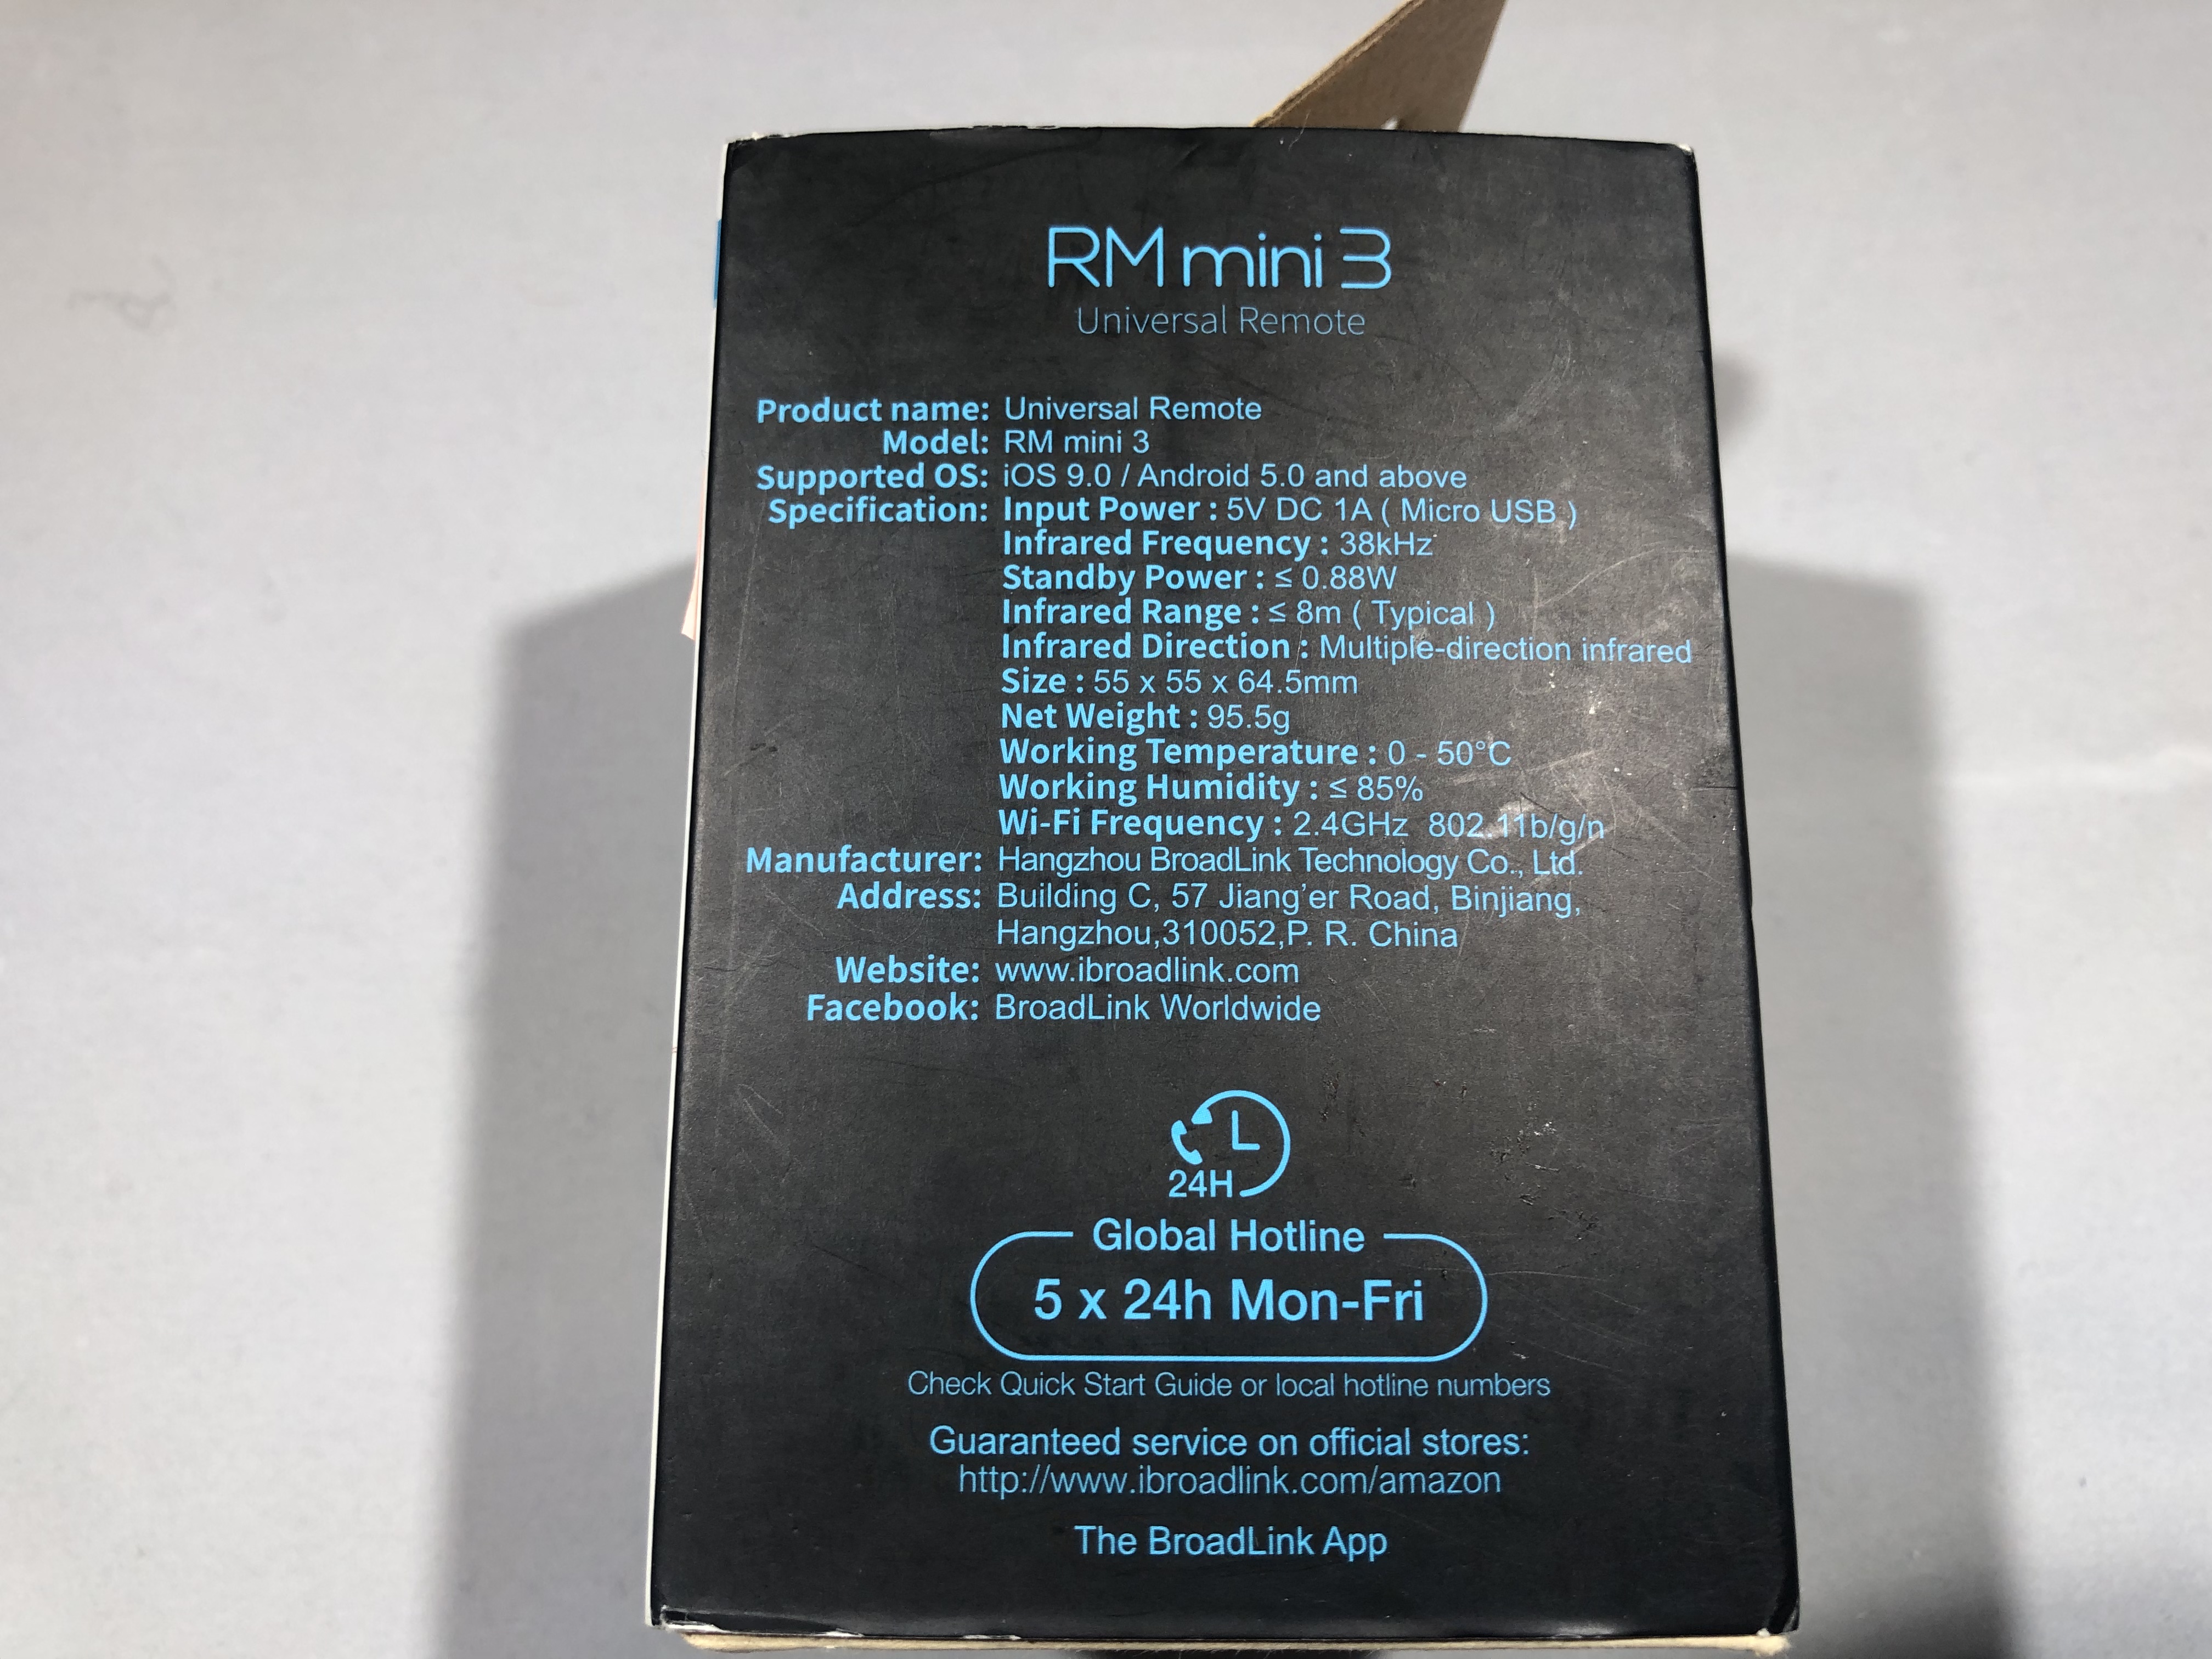 RM mini 3
Universal Remote
Product name: Universal Remote
Model: RM mini 3
Supported OS: iOS 9.0 / Android 5.0 and above
Specification: Input Power : 5V DC 1A ( Micro USB )
Infrared Frequency : 38kHz
Standby Power : ≤ 0.88W
Infrared Range : ≤ 8m ( Typical )
Infrared Direction : Multiple-direction infrared
Size : 55 x 55 x 64.5mm
Net Weight : 95.5g
Working Temperature : 0 - 50°C
Working Humidity : ≤ 85%
Wi-Fi Frequency : 2.4GHz 802.11b/g/n
Manufacturer: Hangzhou BroadLink Technology Co., Ltd.
Address: Building C, 57 Jiang'er Road, Binjiang,
Hangzhou,310052,P. R. China
Website: www.ibroadlink.com
Facebook: BroadLink Worldwide
24H
Global Hotline
5 x 24h Mon-Fri
Check Quick Start Guide or local hotline numbers
Guaranteed service on official stores:
http://www.ibroadlink.com/amazon
The BroadLink App